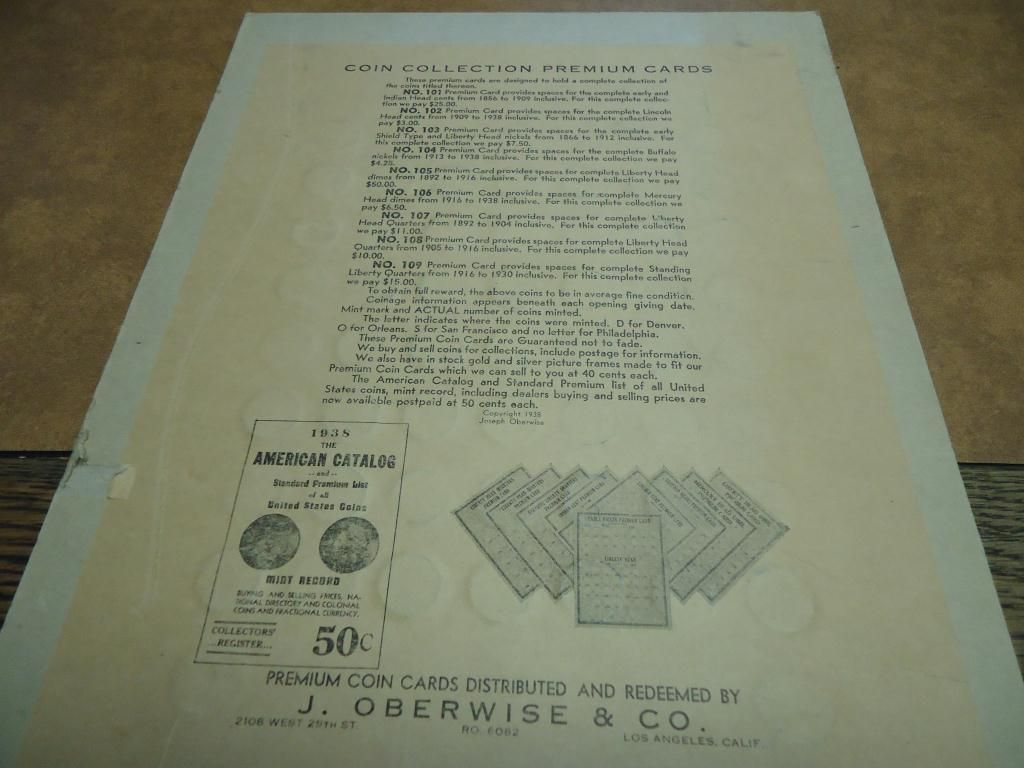 COIN COLLECTION PREMIUM CARDS
These premium cards are designed to hold a complete collection of
the coins titled thereon.
NO. 101 Premium Card provides spaces for the complete early and
Indian Head cents from 1856 to 1909 inclusive. For this complete collec-
tion we pay $25.00.
NO. 102 Premium Card provides spaces for the complete Lincoln
Head cents from 1909 to 1938 inclusive. For this complete collection we
pay $3.00.
NO. 103 Premium Card provides spaces for the complete early
Shield Type and Liberty Head nickels from 1866 to 1912 inclusive. For
this complete collection we pay $7.50.
NO. 104 Premium Card provides spaces for the complete Buffalo
nickels from 1913 to 1938 inclusive. For this complete collection we pay
$4.25.
NO. 105 Premium Card provides spaces for complete Liberty Head
dimes from 1892 to 1916 inclusive. For this complete collection we pay
$50.00.
NO. 106 Premium Card provides spaces for complete Mercury
Head dimes from 1916 to 1938 inclusive. For this complete collection we
pay $6.50.
NO. 107 Premium Card provides spaces for complete Liberty
Head Quarters from 1892 to 1904 inclusive. For this complete collection
we pay $11.00.
NO. 108 Premium Card provides spaces for complete Liberty Head
Quarters from 1905 to 1916 inclusive. For this complete collection we pay
$10.00.
NO. 109 Premium Card provides spaces for complete Standing
Liberty Quarters from 1916 to 1930 inclusive. For this complete collection
we pay $15.00.
To obtain full reward, the above coins to be in average fine condition.
Coinage information appears beneath each opening giving date,
Mint mark and ACTUAL number of coins minted.
The letter indicates where the coins were minted. D for Denver,
O for Orleans. S for San Francisco and no letter for Philadelphia.
These Premium Coin Cards are Guaranteed not to fade.
We buy and sell coins for collections, include postage for information.
We also have in stock gold and silver picture frames made to fit our
Premium Coin Cards which we can sell to you at 40 cents each.
The American Catalog and Standard Premium list of all United
States coins, mint record, including dealers buying and selling prices are
now available postpaid at 50 cents each.
Copyright 1938
Joseph Oberwise
1938
THE
AMERICAN CATALOG
--and--
Standard Premium List
of all
United States Coins
MINT RECORD
BUYING AND SELLING PRICES, NA-
TIONAL DIRECTORY AND COLONIAL
COINS AND FRACTIONAL CURRENCY.
COLLECTORS'
...REGISTER...
50c
PREMIUM COIN CARDS DISTRIBUTED AND REDEEMED BY
J. OBERWISE & CO.
2108 WEST 29TH ST.
RO. 6062
LOS ANGELES, CALIF.